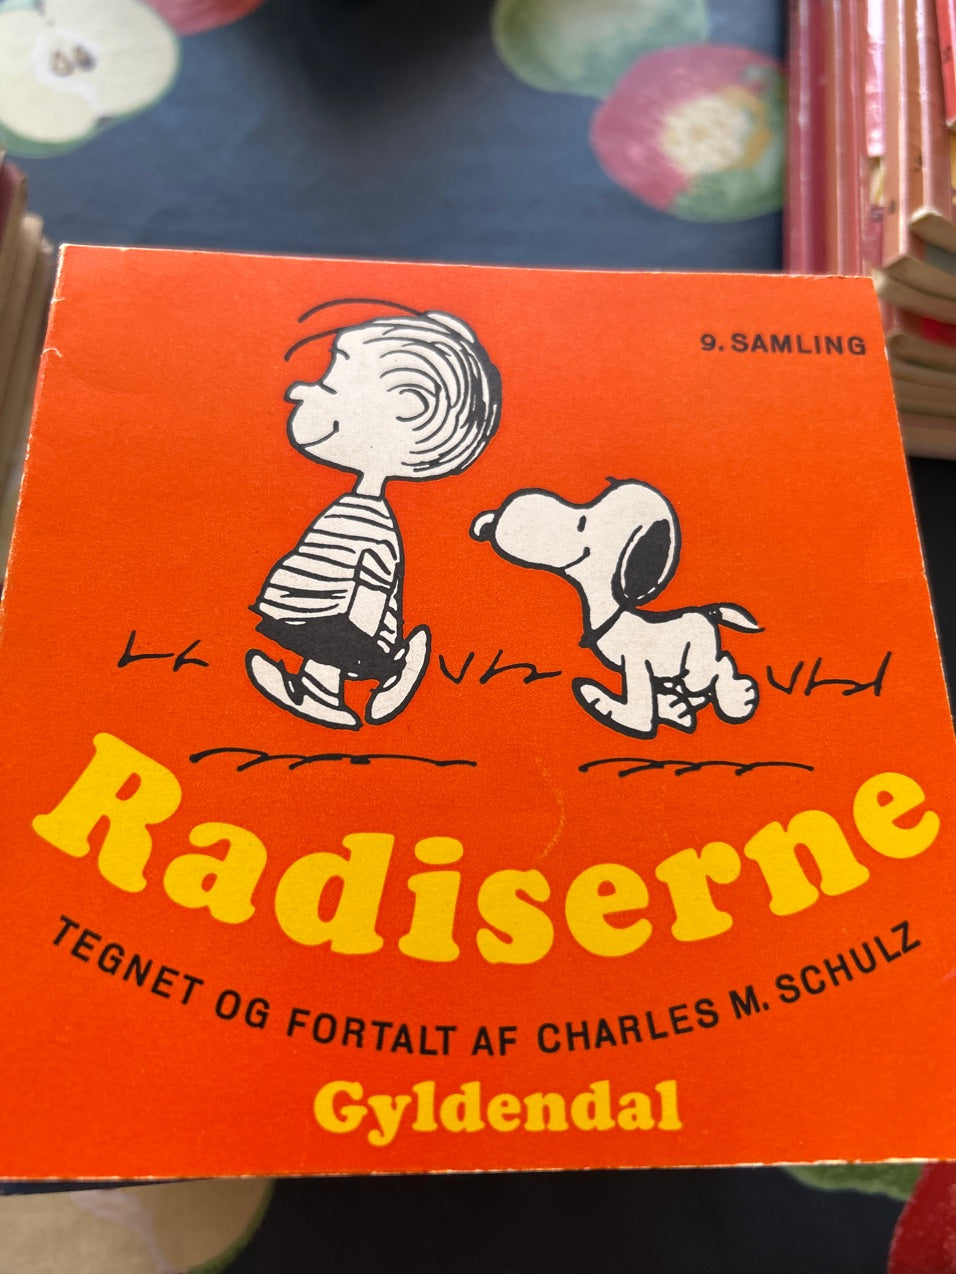 9. SAMLING
Radiserne
TEGNET OG FORTALT AF CHARLES M. SCHULZ
Gyldendal